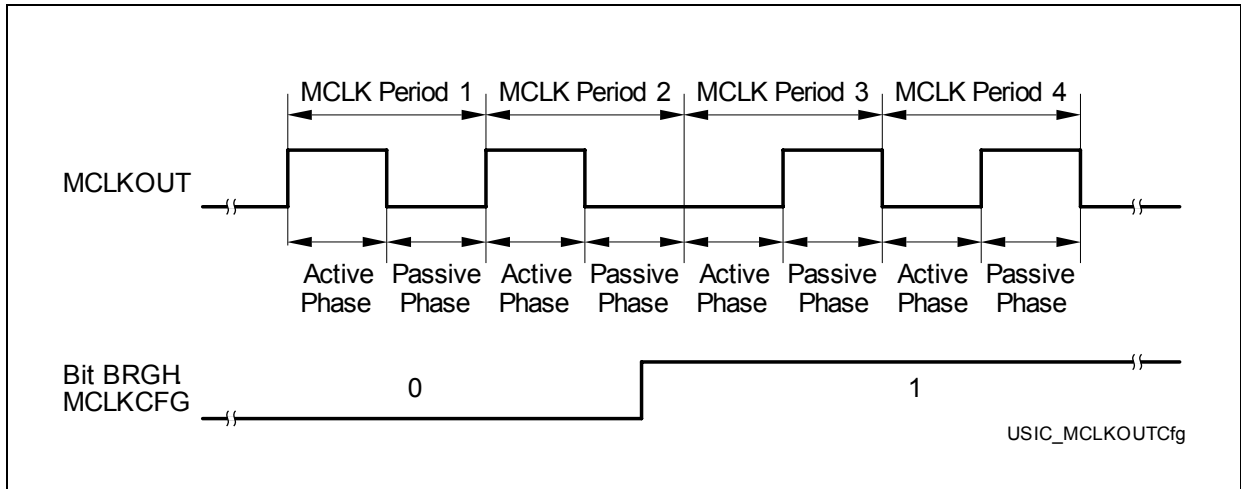 MCLK Period 1 MCLK Period 2 MCLK Period 3 MCLK Period 4
MCLKOUT
Active Passive Active Passive Active Passive Active Passive
Phase Phase Phase Phase Phase Phase Phase Phase
Bit BRGH.
MCLKCFG
0 1
USIC_MCLKOUTCfg